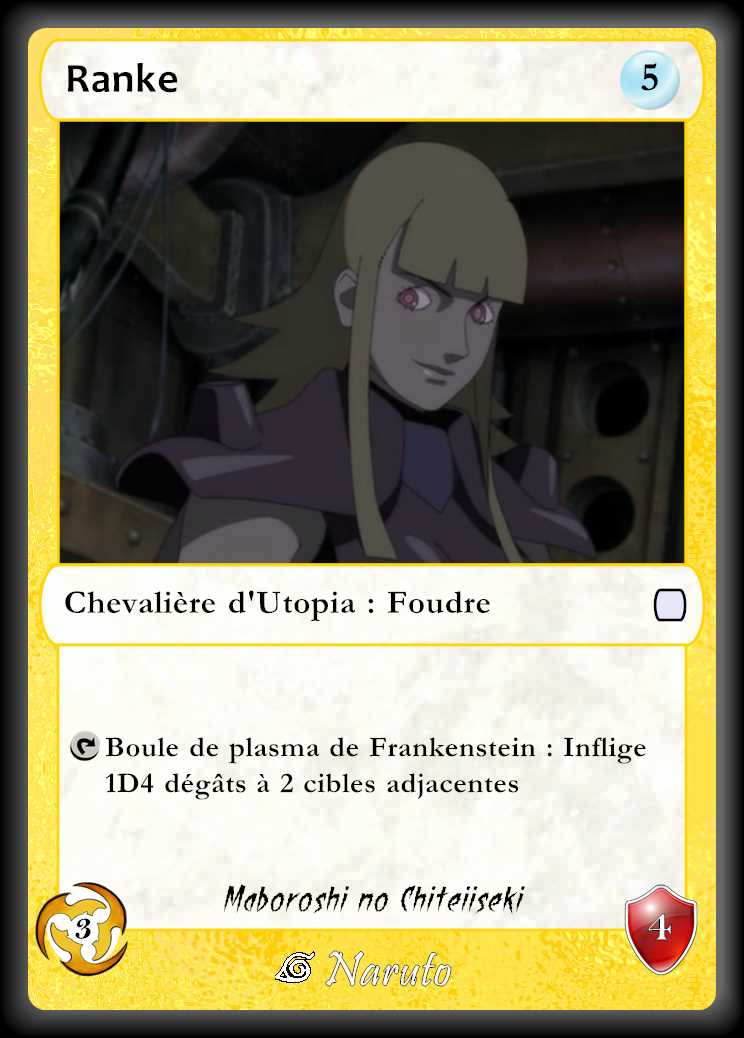 Ranke
5
Chevalière d'Utopia : Foudre
Boule de plasma de Frankenstein : Inflige
1D4 dégâts à 2 cibles adjacentes
Maboroshi no Chiteiiseki
3
4
Naruto